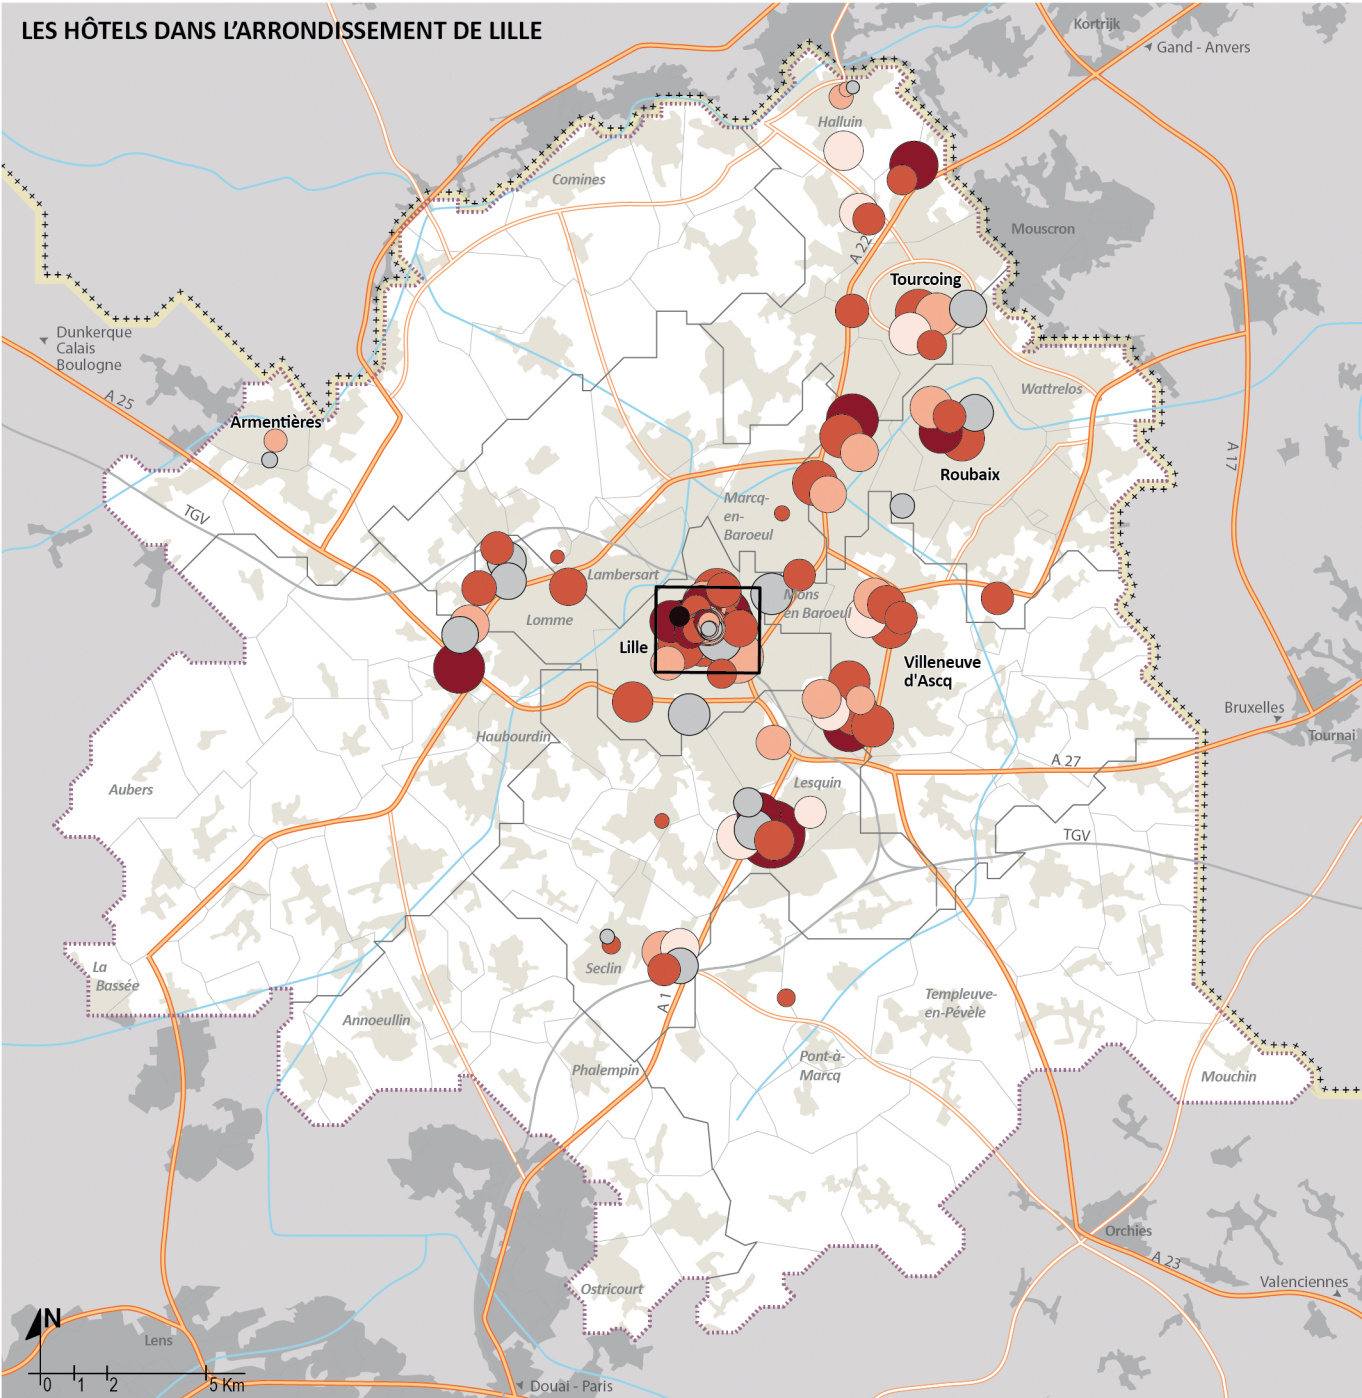 LES HÔTELS DANS L'ARRONDISSEMENT DE LILLE
Kortrijk
Gand - Anvers
Halluin
Comines
Mouscron
A 22
Tourcoing
Dunkerque
Calais
Boulogne
A 25
Wattrelos
Armentières
A 17
Roubaix
Marcq-
en-
Baroeul
TGV
Lambersart
Mons
en Baroeul
Lomme
Lille
Villeneuve
d'Ascq
Bruxelles
Tournai
Haubourdin
A 27
Lesquin
Aubers
TGV
La
Bassée
Seclin
A 1
Templeuve-
en-Pévèle
Annoeullin
Pont-à-
Marcq
Phalempin
Mouchin
Orchies
A 23
Valenciennes
Ostricourt
N
Lens
0 1 2 5 Km
Douai - Paris